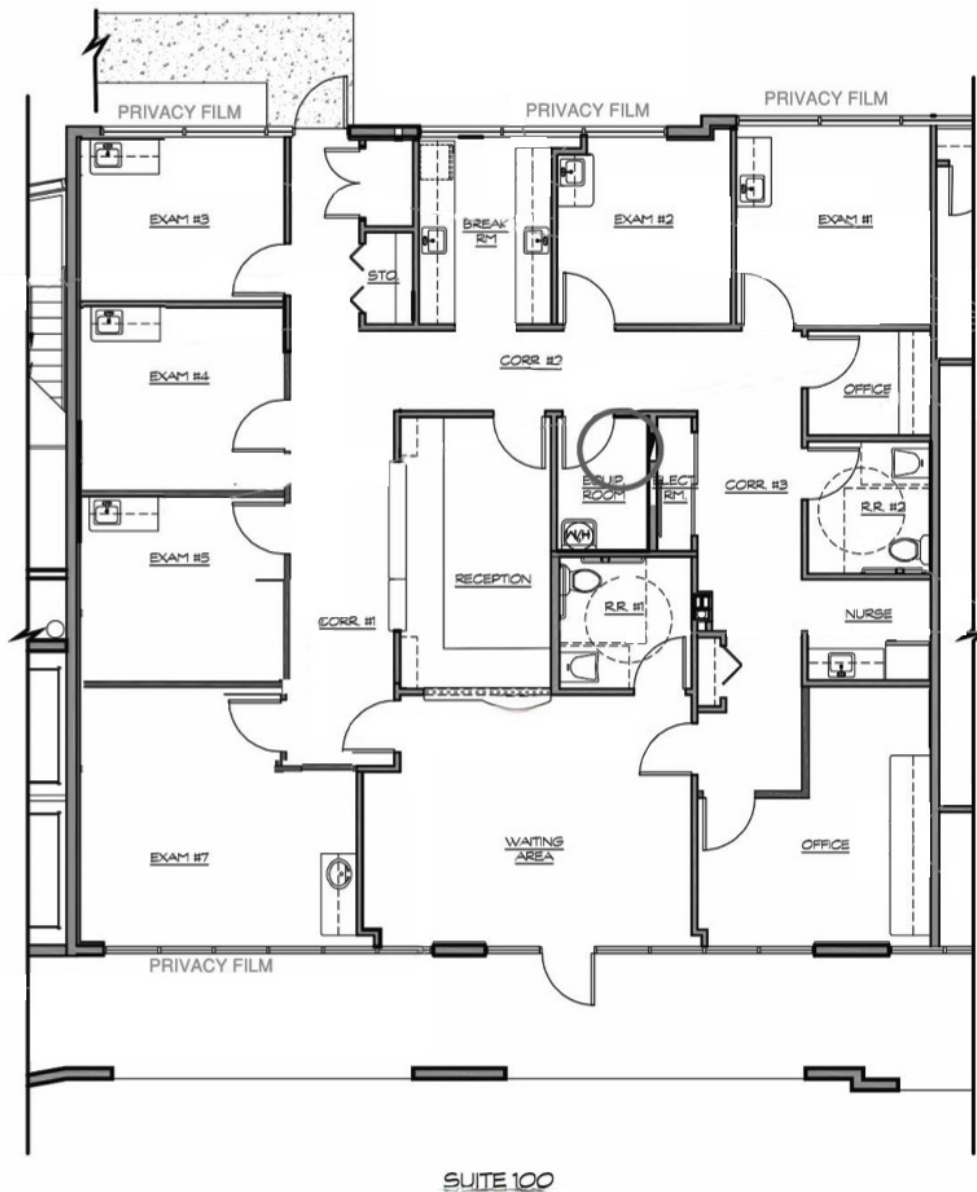 PRIVACY FILM
PRIVACY FILM
PRIVACY FILM
EXAM #3
BREAK
RM
EXAM #2
EXAM #1
STO.
CORR #2
EXAM #4
OFFICE
EQUIP.
ROOM
ELECT
RM.
CORR. #3
R.R. #2
W/H
EXAM #5
RECEPTION
R.R. #1
CORR. #1
NURSE
EXAM #7
WAITING
AREA
OFFICE
PRIVACY FILM
SUITE 100